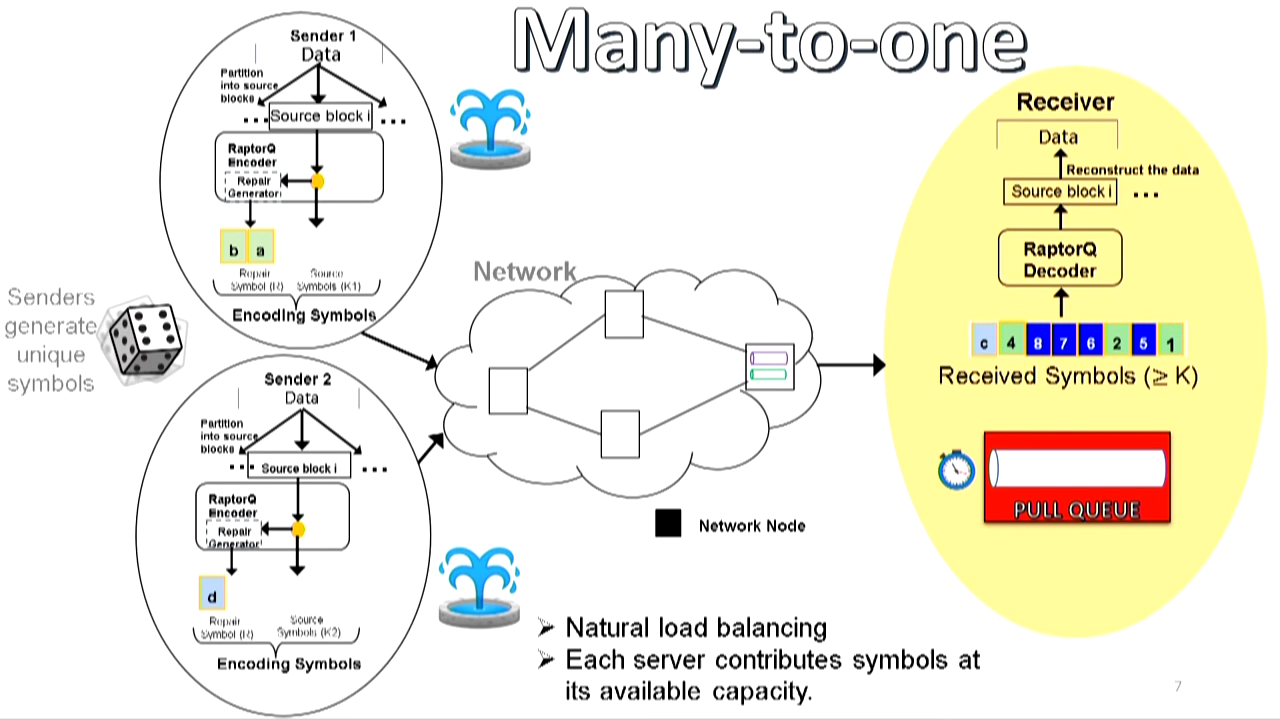 Many-to-one
Sender 1
Data
Partition
into source
blocks
Source block i
...
...
RaptorQ
Encoder
Repair
Generator
b a
Repair
Symbol (R)
Source
Symbols (K1)
Encoding Symbols
Senders
generate
unique
symbols
Sender 2
Data
Partition
into source
blocks
...
Source block i
...
RaptorQ
Encoder
Repair
Generator
d
Repair
Symbol (R)
Source
Symbols (K2)
Encoding Symbols
Network
Network Node
Receiver
Data
Reconstruct the data
Source block i
...
RaptorQ
Decoder
c 4 8 7 6 2 5 1
Received Symbols (≥ K)
PULL QUEUE
➢ Natural load balancing
➢ Each server contributes symbols at
its available capacity.
7